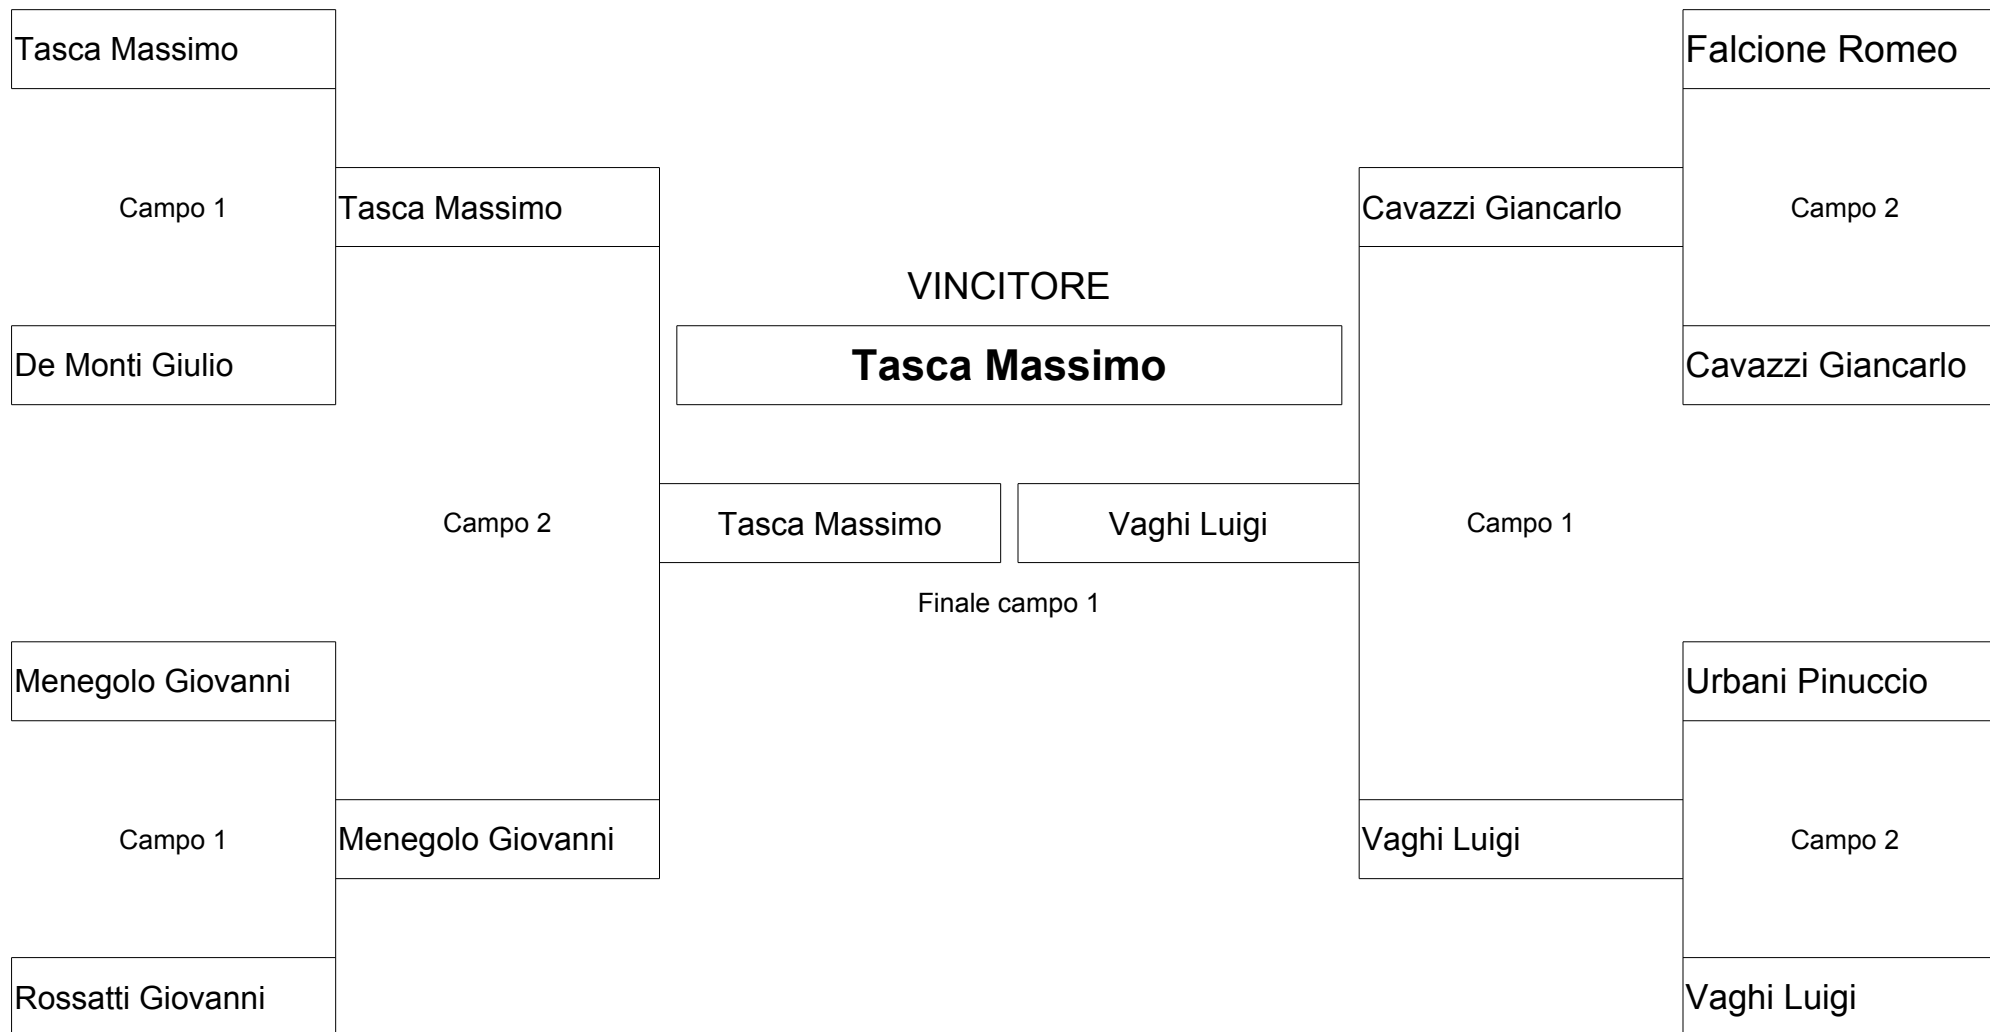 Tasca Massimo
Falcione Romeo
Campo 1
Tasca Massimo
Cavazzi Giancarlo
Campo 2
VINCITORE
De Monti Giulio
Tasca Massimo
Cavazzi Giancarlo
Campo 2
Tasca Massimo
Vaghi Luigi
Campo 1
Finale campo 1
Menegolo Giovanni
Urbani Pinuccio
Campo 1
Menegolo Giovanni
Vaghi Luigi
Campo 2
Rossatti Giovanni
Vaghi Luigi